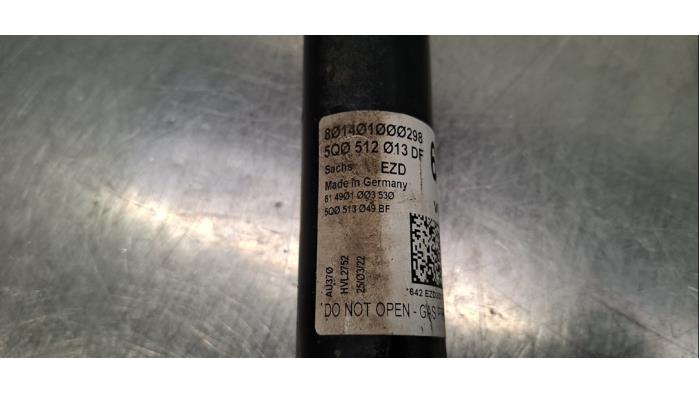 801401000298
5Q0 512 013 DF
Sachs EZD
Made in Germany
81 4901 003 530
5Q0 513 049 BF
AU370
HVL2752
25/03/22
*642 EZD
DO NOT OPEN - GAS